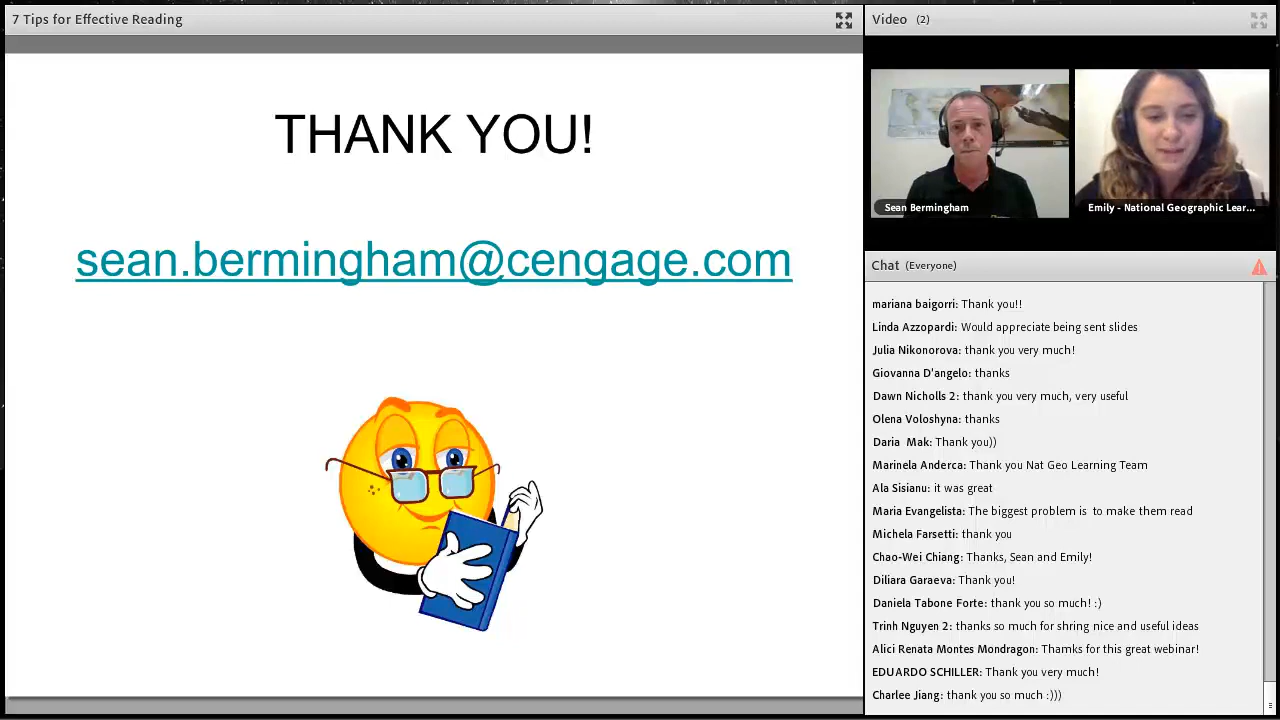 7 Tips for Effective Reading
THANK YOU!
sean.bermingham@cengage.com
Video (2)
Sean Bermingham
Emily - National Geographic Lear...
Chat (Everyone)
mariana baigorri: Thank you!!
Linda Azzopardi: Would appreciate being sent slides
Julia Nikonorova: thank you very much!
Giovanna D'angelo: thanks
Dawn Nicholls 2: thank you very much, very useful
Olena Voloshyna: thanks
Daria Mak: Thank you))
Marinela Anderca: Thank you Nat Geo Learning Team
Ala Sisianu: it was great
Maria Evangelista: The biggest problem is to make them read
Michela Farsetti: thank you
Chao-Wei Chiang: Thanks, Sean and Emily!
Diliara Garaeva: Thank you!
Daniela Tabone Forte: thank you so much! :)
Trinh Nguyen 2: thanks so much for shring nice and useful ideas
Alici Renata Montes Mondragon: Thamks for this great webinar!
EDUARDO SCHILLER: Thank you very much!
Charlee Jiang: thank you so much :)))